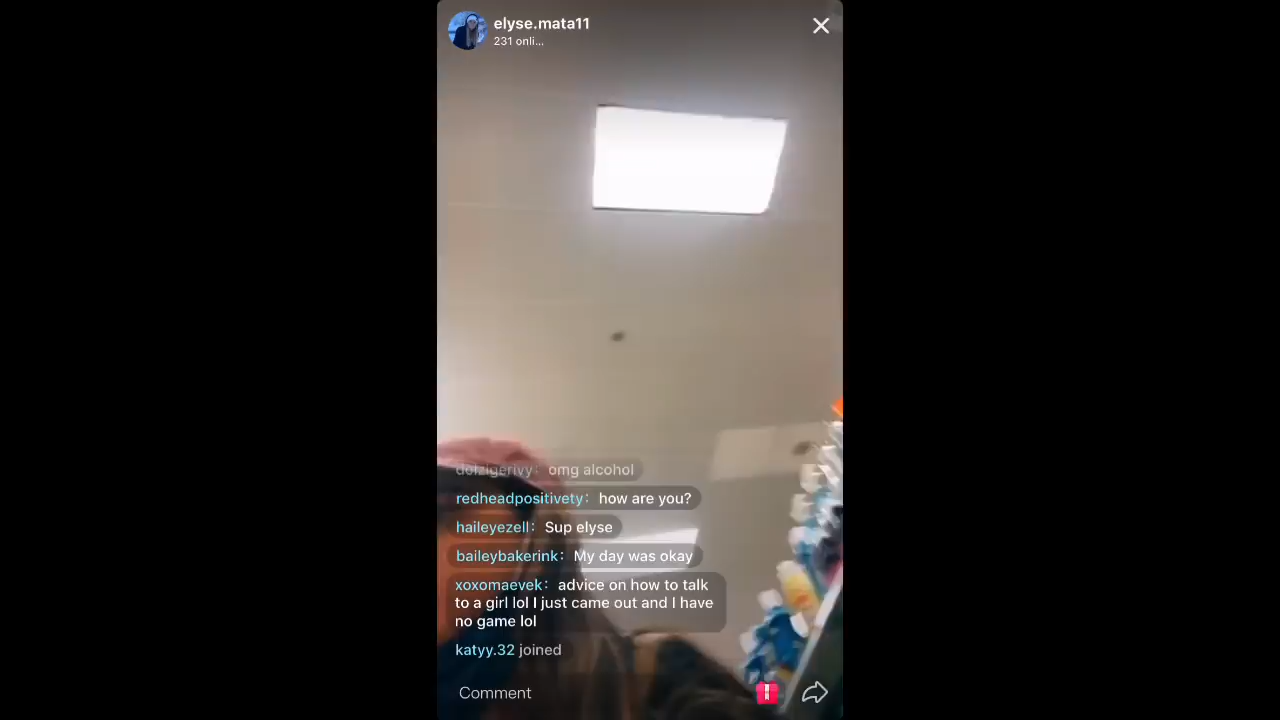 elyse.mata11
231 onli...
dolzigerivy: omg alcohol
redheadpositivety: how are you?
haileyezell: Sup elyse
baileybakerink: My day was okay
xoxomaevek: advice on how to talk
to a girl lol I just came out and I have
no game lol
katyy.32 joined
Comment